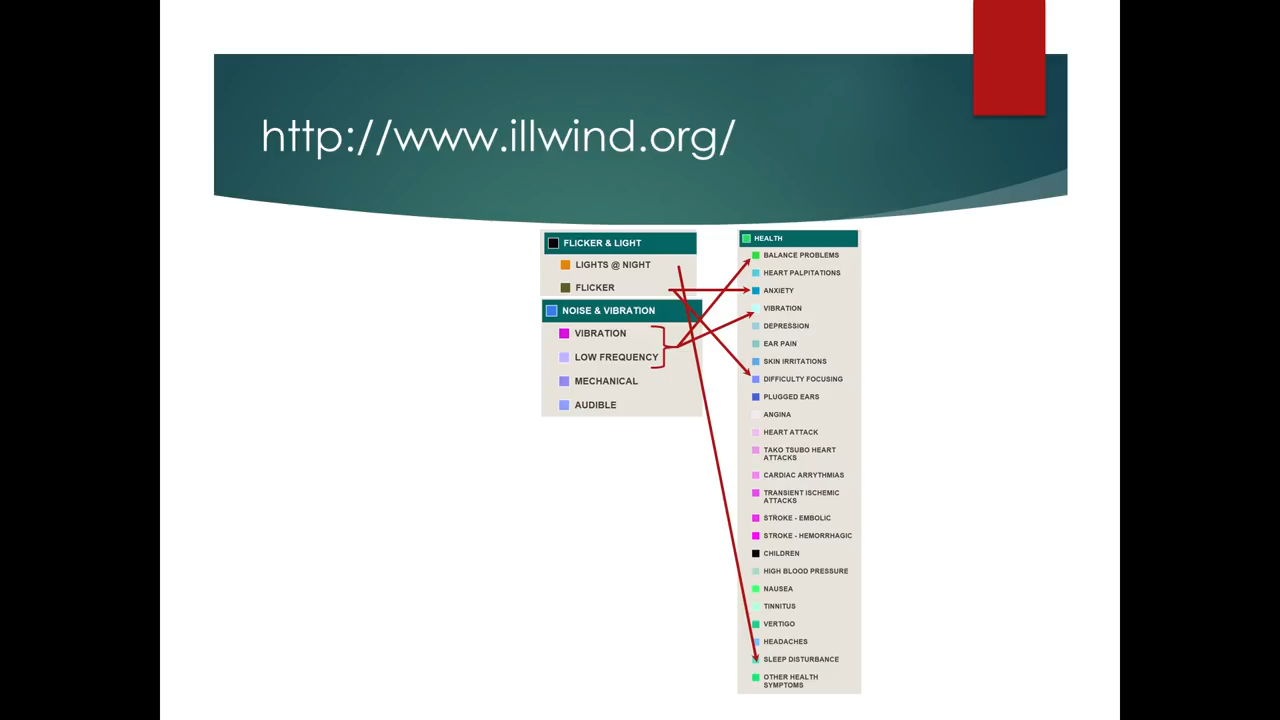 http://www.illwind.org/
FLICKER & LIGHT
LIGHTS @ NIGHT
FLICKER
NOISE & VIBRATION
VIBRATION
LOW FREQUENCY
MECHANICAL
AUDIBLE
HEALTH
BALANCE PROBLEMS
HEART PALPITATIONS
ANXIETY
VIBRATION
DEPRESSION
EAR PAIN
SKIN IRRITATIONS
DIFFICULTY FOCUSING
PLUGGED EARS
ANGINA
HEART ATTACK
TAKO TSUBO HEART
ATTACKS
CARDIAC ARRYTHMIAS
TRANSIENT ISCHEMIC
ATTACKS
STROKE - EMBOLIC
STROKE - HEMORRHAGIC
CHILDREN
HIGH BLOOD PRESSURE
NAUSEA
TINNITUS
VERTIGO
HEADACHES
SLEEP DISTURBANCE
OTHER HEALTH
SYMPTOMS